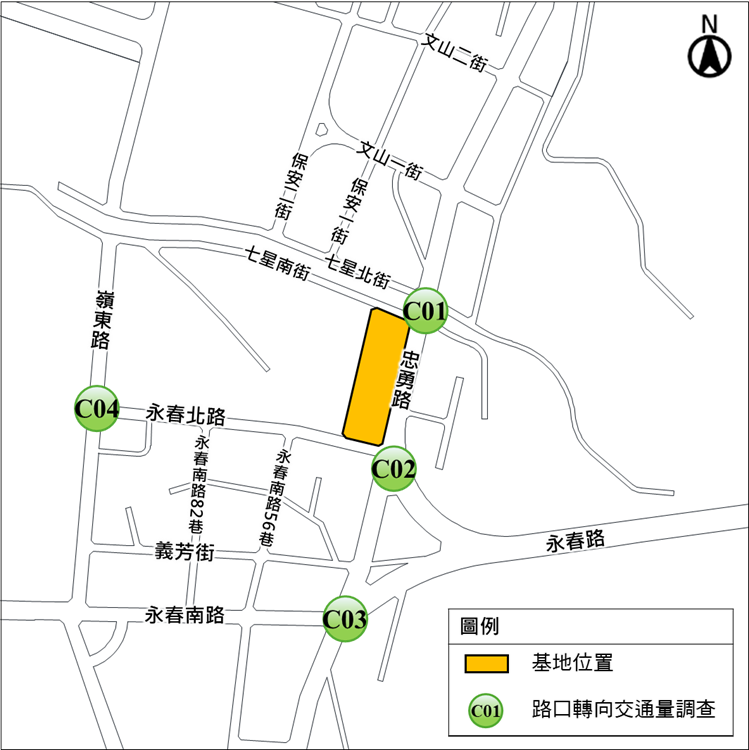 N
文山二街
文山一街
保安二街
保安一街
七星南街
七星北街
C01
嶺東路
忠勇路
C04
永春北路
永春南路82巷
永春南路56巷
C02
永春路
義芳街
永春南路
C03
圖例
基地位置
C01 路口轉向交通量調查